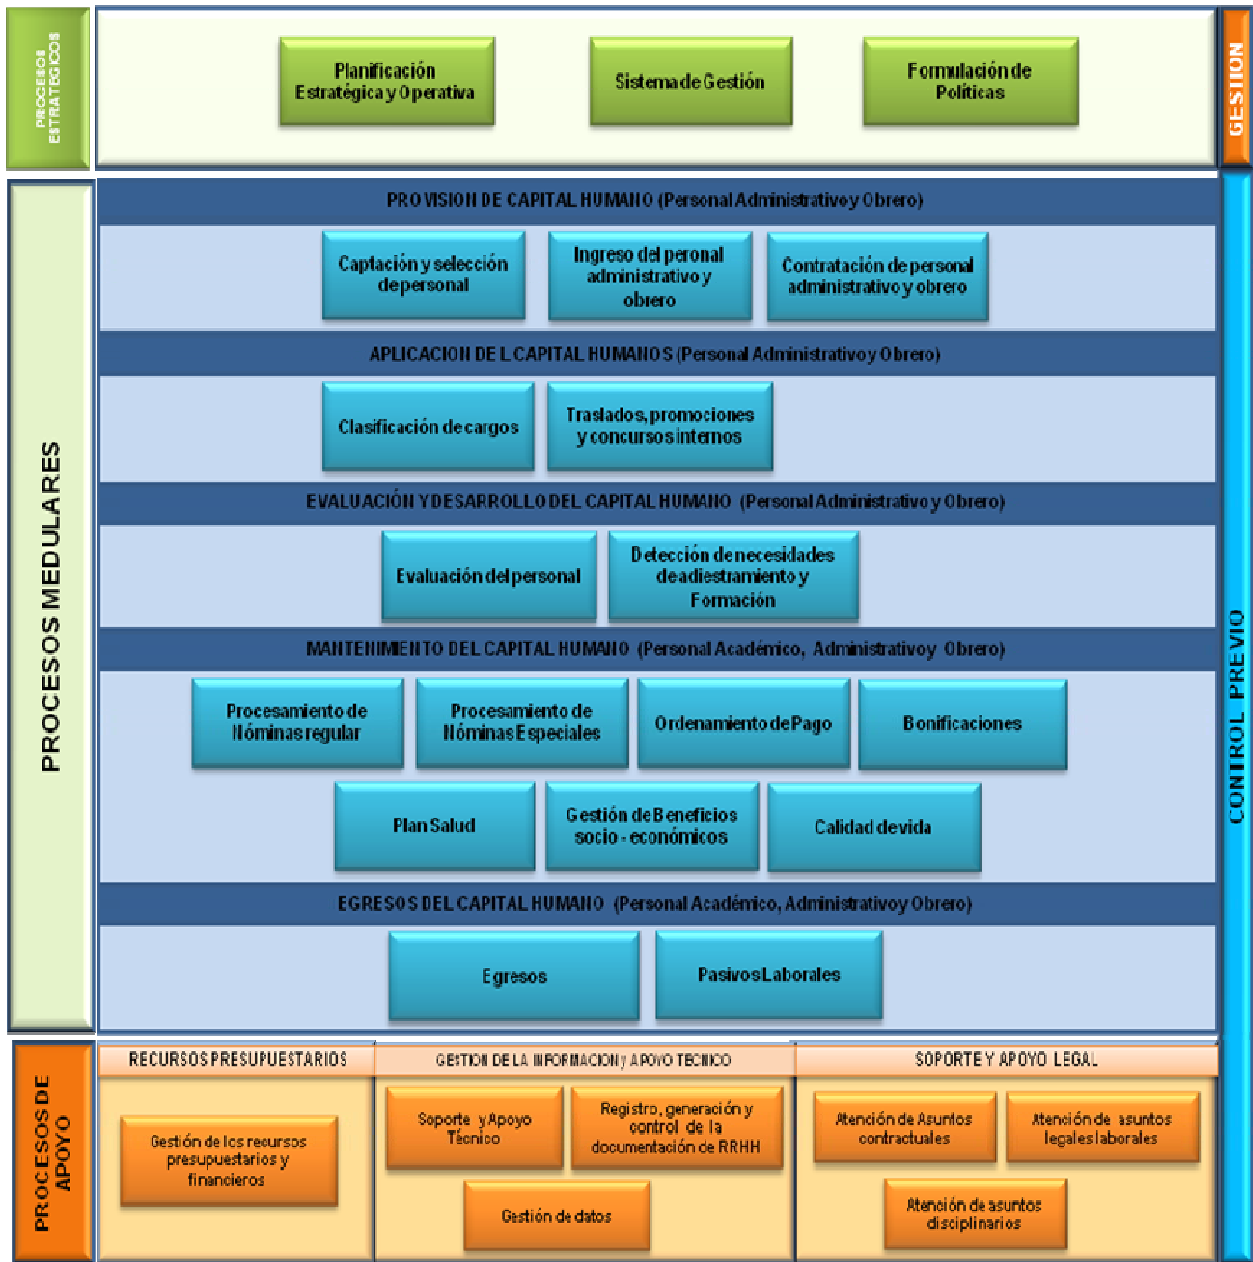 PROCESOS
ESTRATEGICOS
Planificación
Estratégica y Operativa
Sistema de Gestión
Formulación de
Políticas
GESTION
PROCESOS MEDULARES
PROVISION DE CAPITAL HUMANO (Personal Administrativo y Obrero)
Captación y selección
de personal
Ingreso del peronal
administrativo y
obrero
Contratación de personal
administrativo y obrero
APLICACION DE L CAPITAL HUMANOS (Personal Administrativo y Obrero)
Clasificación de cargos
Traslados, promociones
y concursos internos
EVALUACIÓN Y DESARROLLO DEL CAPITAL HUMANO (Personal Administrativo y Obrero)
Evaluación del personal
Detección de necesidades
de adiestramiento y
Formación
MANTENIMIENTO DEL CAPITAL HUMANO (Personal Académico, Administrativo y Obrero)
Procesamiento de
Nóminas regular
Procesamiento de
Nóminas Especiales
Ordenamiento de Pago
Bonificaciones
Plan Salud
Gestión de Beneficios
socio - económicos
Calidad de vida
EGRESOS DEL CAPITAL HUMANO (Personal Académico, Administrativo y Obrero)
Egresos
Pasivos Laborales
CONTROL PREVIO
PROCESOS DE
APOYO
RECURSOS PRESUPUESTARIOS
Gestión de los recursos
presupuestarios y
financieros
GESTION DE LA INFORMACION y APOYO TECNICO
Soporte y Apoyo
Técnico
Registro, generación y
control de la
documentación de RRHH
Gestión de datos
SOPORTE Y APOYO LEGAL
Atención de Asuntos
contractuales
Atención de asuntos
legales laborales
Atención de asuntos
disciplinarios